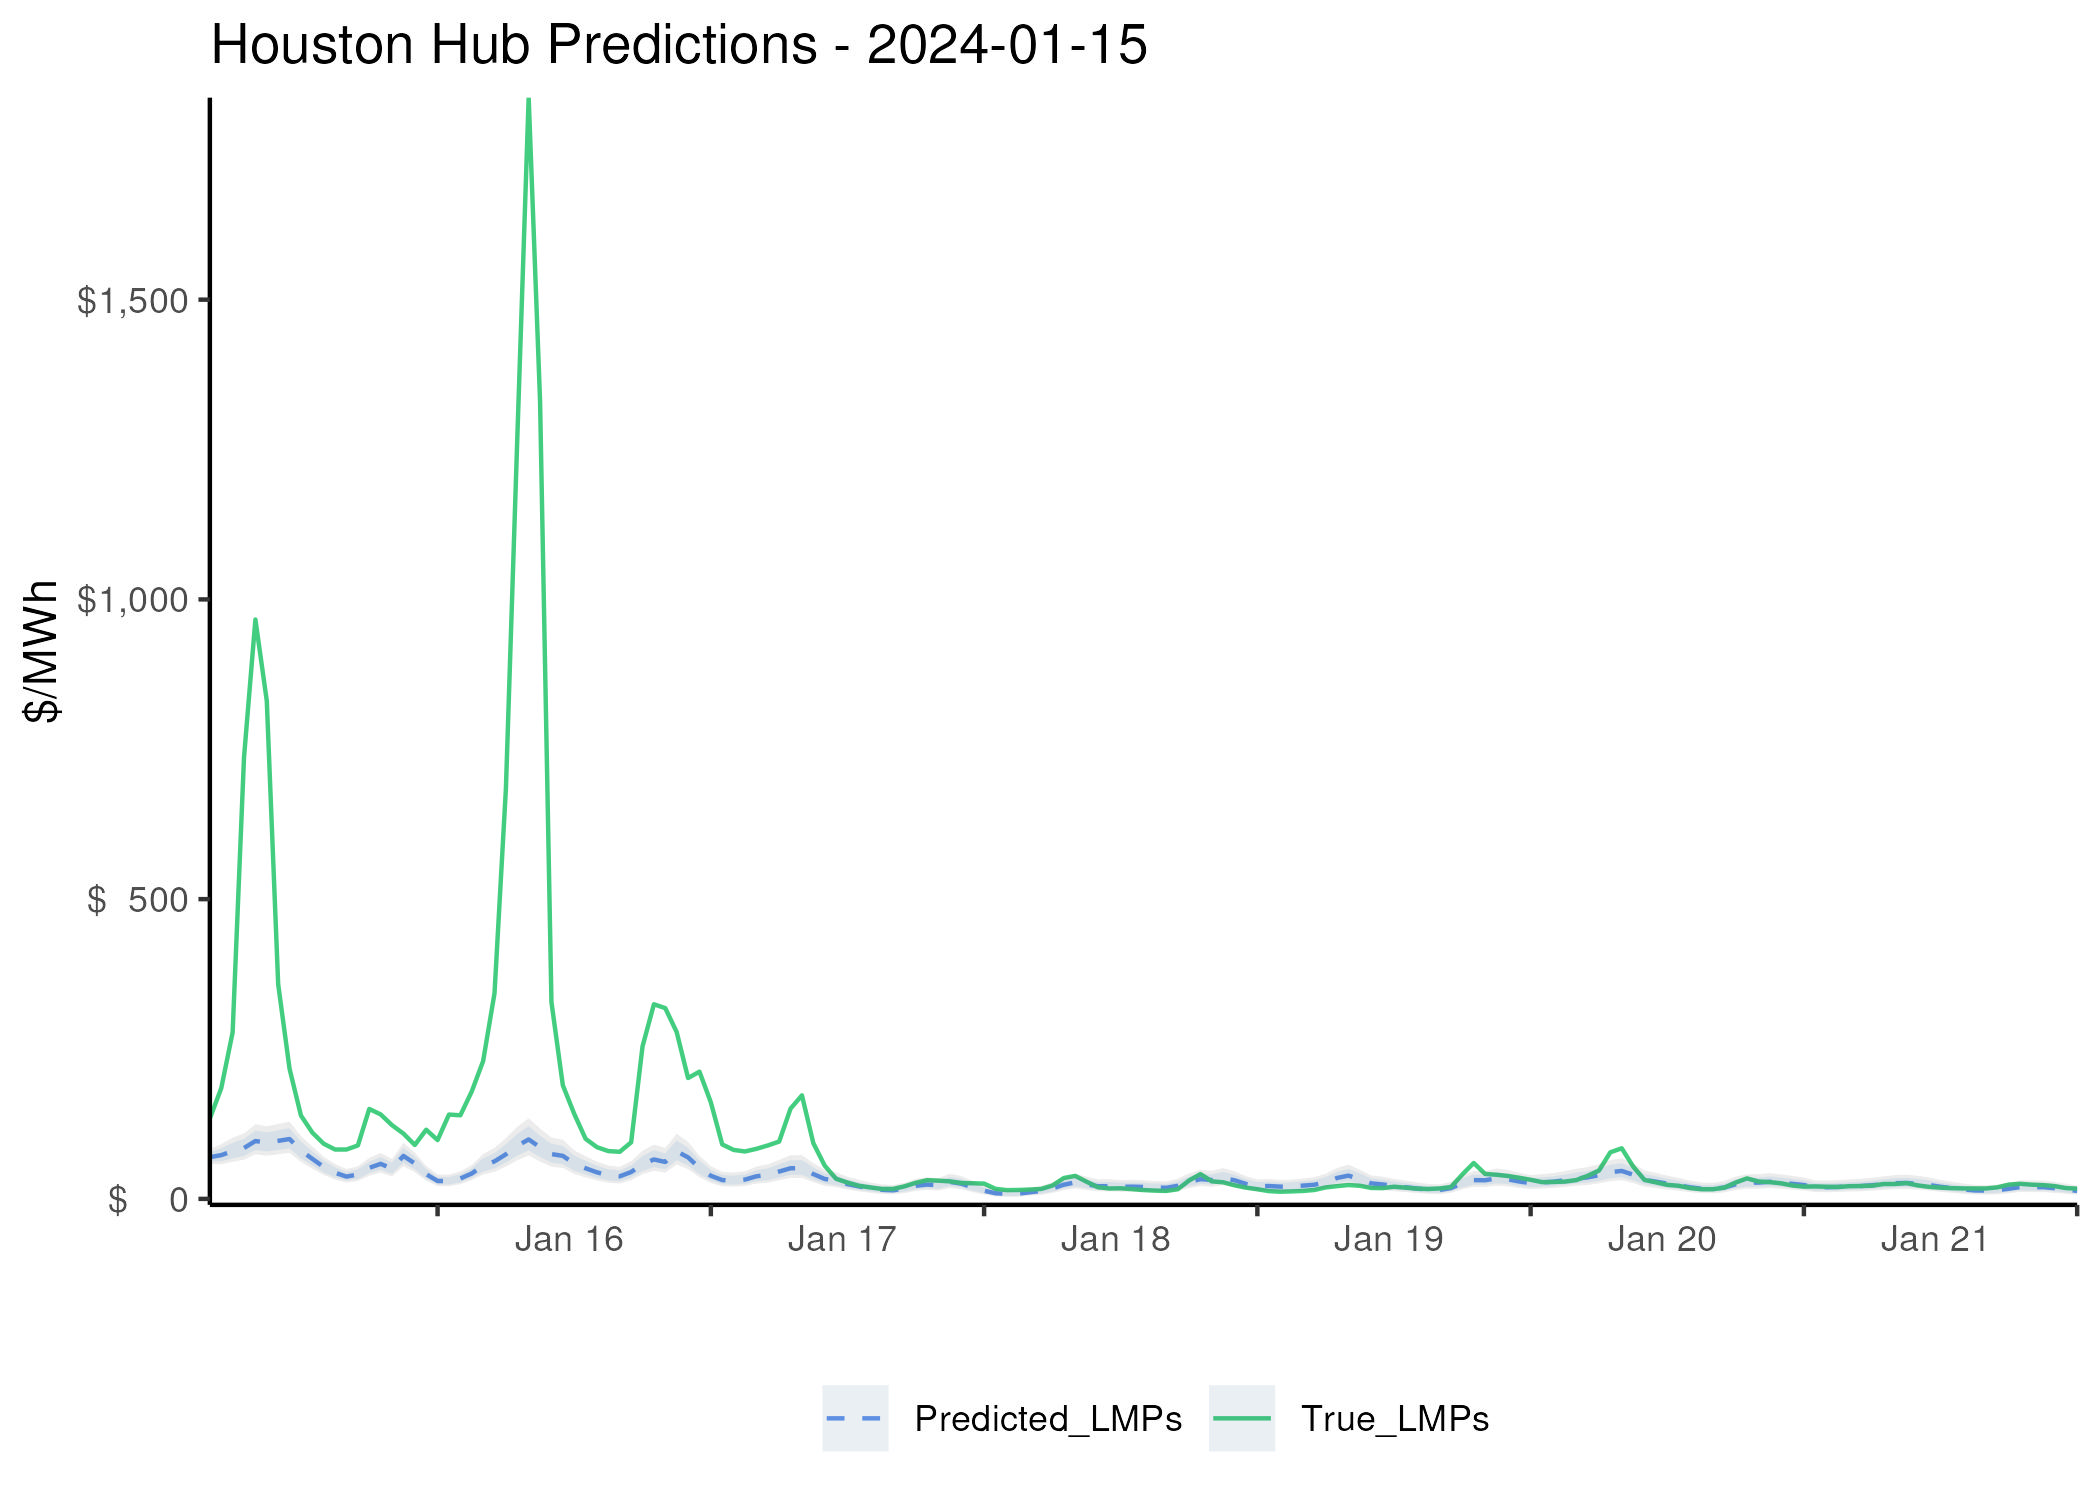 Houston Hub Predictions - 2024-01-15
$/MWh
$1,500
$1,000
$  500
$    0
Jan 16 Jan 17 Jan 18 Jan 19 Jan 20 Jan 21
Predicted_LMPs True_LMPs